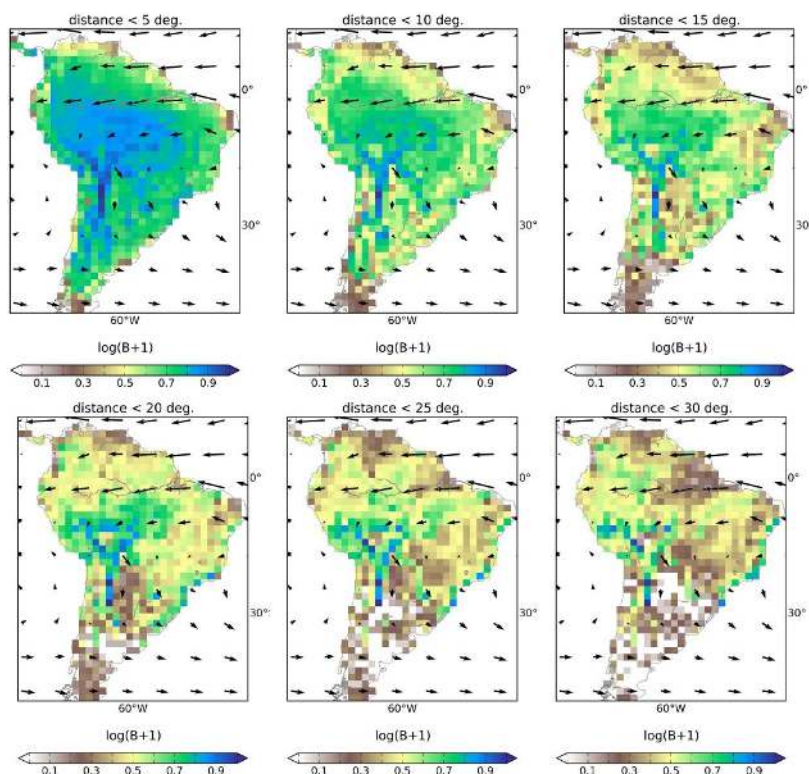 distance < 5 deg.
distance < 10 deg.
distance < 15 deg.
0°
0°
0°
30°
30°
30
60°W
60°W
60°W
log(B+1)
log(B+1)
log(B+1)
0.1 0.3 0.5 0.7 0.9
0.1 0.3 0.5 0.7 0.9
0.1 0.3 0.5 0.7 0.9
distance < 20 deg.
distance < 25 deg.
distance < 30 deg.
0°
0°
0°
30°
30°
30°
60°W
60°W
60°W
log(B+1)
log(B+1)
log(B+1)
0.1 0.3 0.5 0.7 0.9
0.1 0.3 0.5 0.7 0.9
0.1 0.3 0.5 0.7 0.9